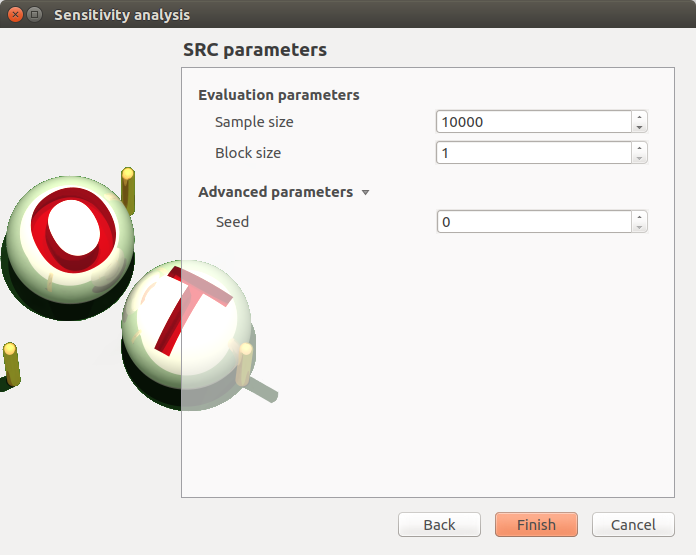 Sensitivity analysis
SRC parameters
Evaluation parameters
Sample size 10000
Block size 1
Advanced parameters
Seed 0
O
T
Back Finish Cancel